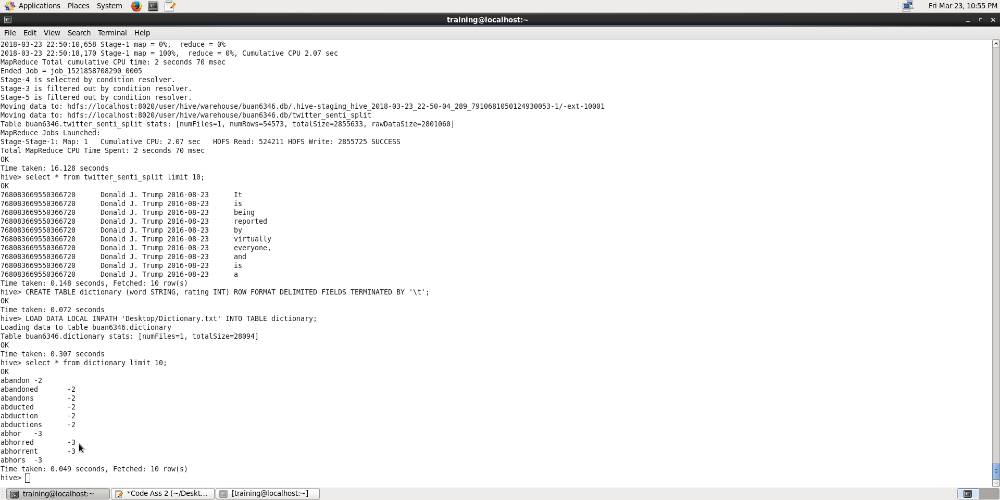 Applications Places System Fri Mar 23, 10:55 PM
training@localhost:~
File Edit View Search Terminal Help
2018-03-23 22:50:10,658 Stage-1 map = 0%,  reduce = 0%
2018-03-23 22:50:18,170 Stage-1 map = 100%,  reduce = 0%, Cumulative CPU 2.07 sec
MapReduce Total cumulative CPU time: 2 seconds 70 msec
Ended Job = job_1521858708290_0005
Stage-4 is selected by condition resolver.
Stage-3 is filtered out by condition resolver.
Stage-5 is filtered out by condition resolver.
Moving data to: hdfs://localhost:8020/user/hive/warehouse/buan6346.db/.hive-staging_hive_2018-03-23_22-50-04_289_7910681050124930053-1/-ext-10001
Moving data to: hdfs://localhost:8020/user/hive/warehouse/buan6346.db/twitter_senti_split
Table buan6346.twitter_senti_split stats: [numFiles=1, numRows=54573, totalSize=2855633, rawDataSize=2801060]
MapReduce Jobs Launched:
Stage-Stage-1: Map: 1   Cumulative CPU: 2.07 sec   HDFS Read: 524211 HDFS Write: 2855725 SUCCESS
Total MapReduce CPU Time Spent: 2 seconds 70 msec
OK
Time taken: 16.128 seconds
hive> select * from twitter_senti_split limit 10;
OK
768083669550366720	Donald J. Trump	2016-08-23	It
768083669550366720	Donald J. Trump	2016-08-23	is
768083669550366720	Donald J. Trump	2016-08-23	being
768083669550366720	Donald J. Trump	2016-08-23	reported
768083669550366720	Donald J. Trump	2016-08-23	by
768083669550366720	Donald J. Trump	2016-08-23	virtually
768083669550366720	Donald J. Trump	2016-08-23	everyone,
768083669550366720	Donald J. Trump	2016-08-23	and
768083669550366720	Donald J. Trump	2016-08-23	is
768083669550366720	Donald J. Trump	2016-08-23	a
Time taken: 0.148 seconds, Fetched: 10 row(s)
hive> CREATE TABLE dictionary (word STRING, rating INT) ROW FORMAT DELIMITED FIELDS TERMINATED BY '\t';
OK
Time taken: 0.072 seconds
hive> LOAD DATA LOCAL INPATH 'Desktop/Dictionary.txt' INTO TABLE dictionary;
Loading data to table buan6346.dictionary
Table buan6346.dictionary stats: [numFiles=1, totalSize=28094]
OK
Time taken: 0.307 seconds
hive> select * from dictionary limit 10;
OK
abandon	-2
abandoned	-2
abandons	-2
abducted	-2
abduction	-2
abductions	-2
abhor	-3
abhorred	-3
abhorrent	-3
abhors	-3
Time taken: 0.049 seconds, Fetched: 10 row(s)
hive>
training@localhost:~ *Code Ass 2 (~/Deskt... [training@localhost:~]